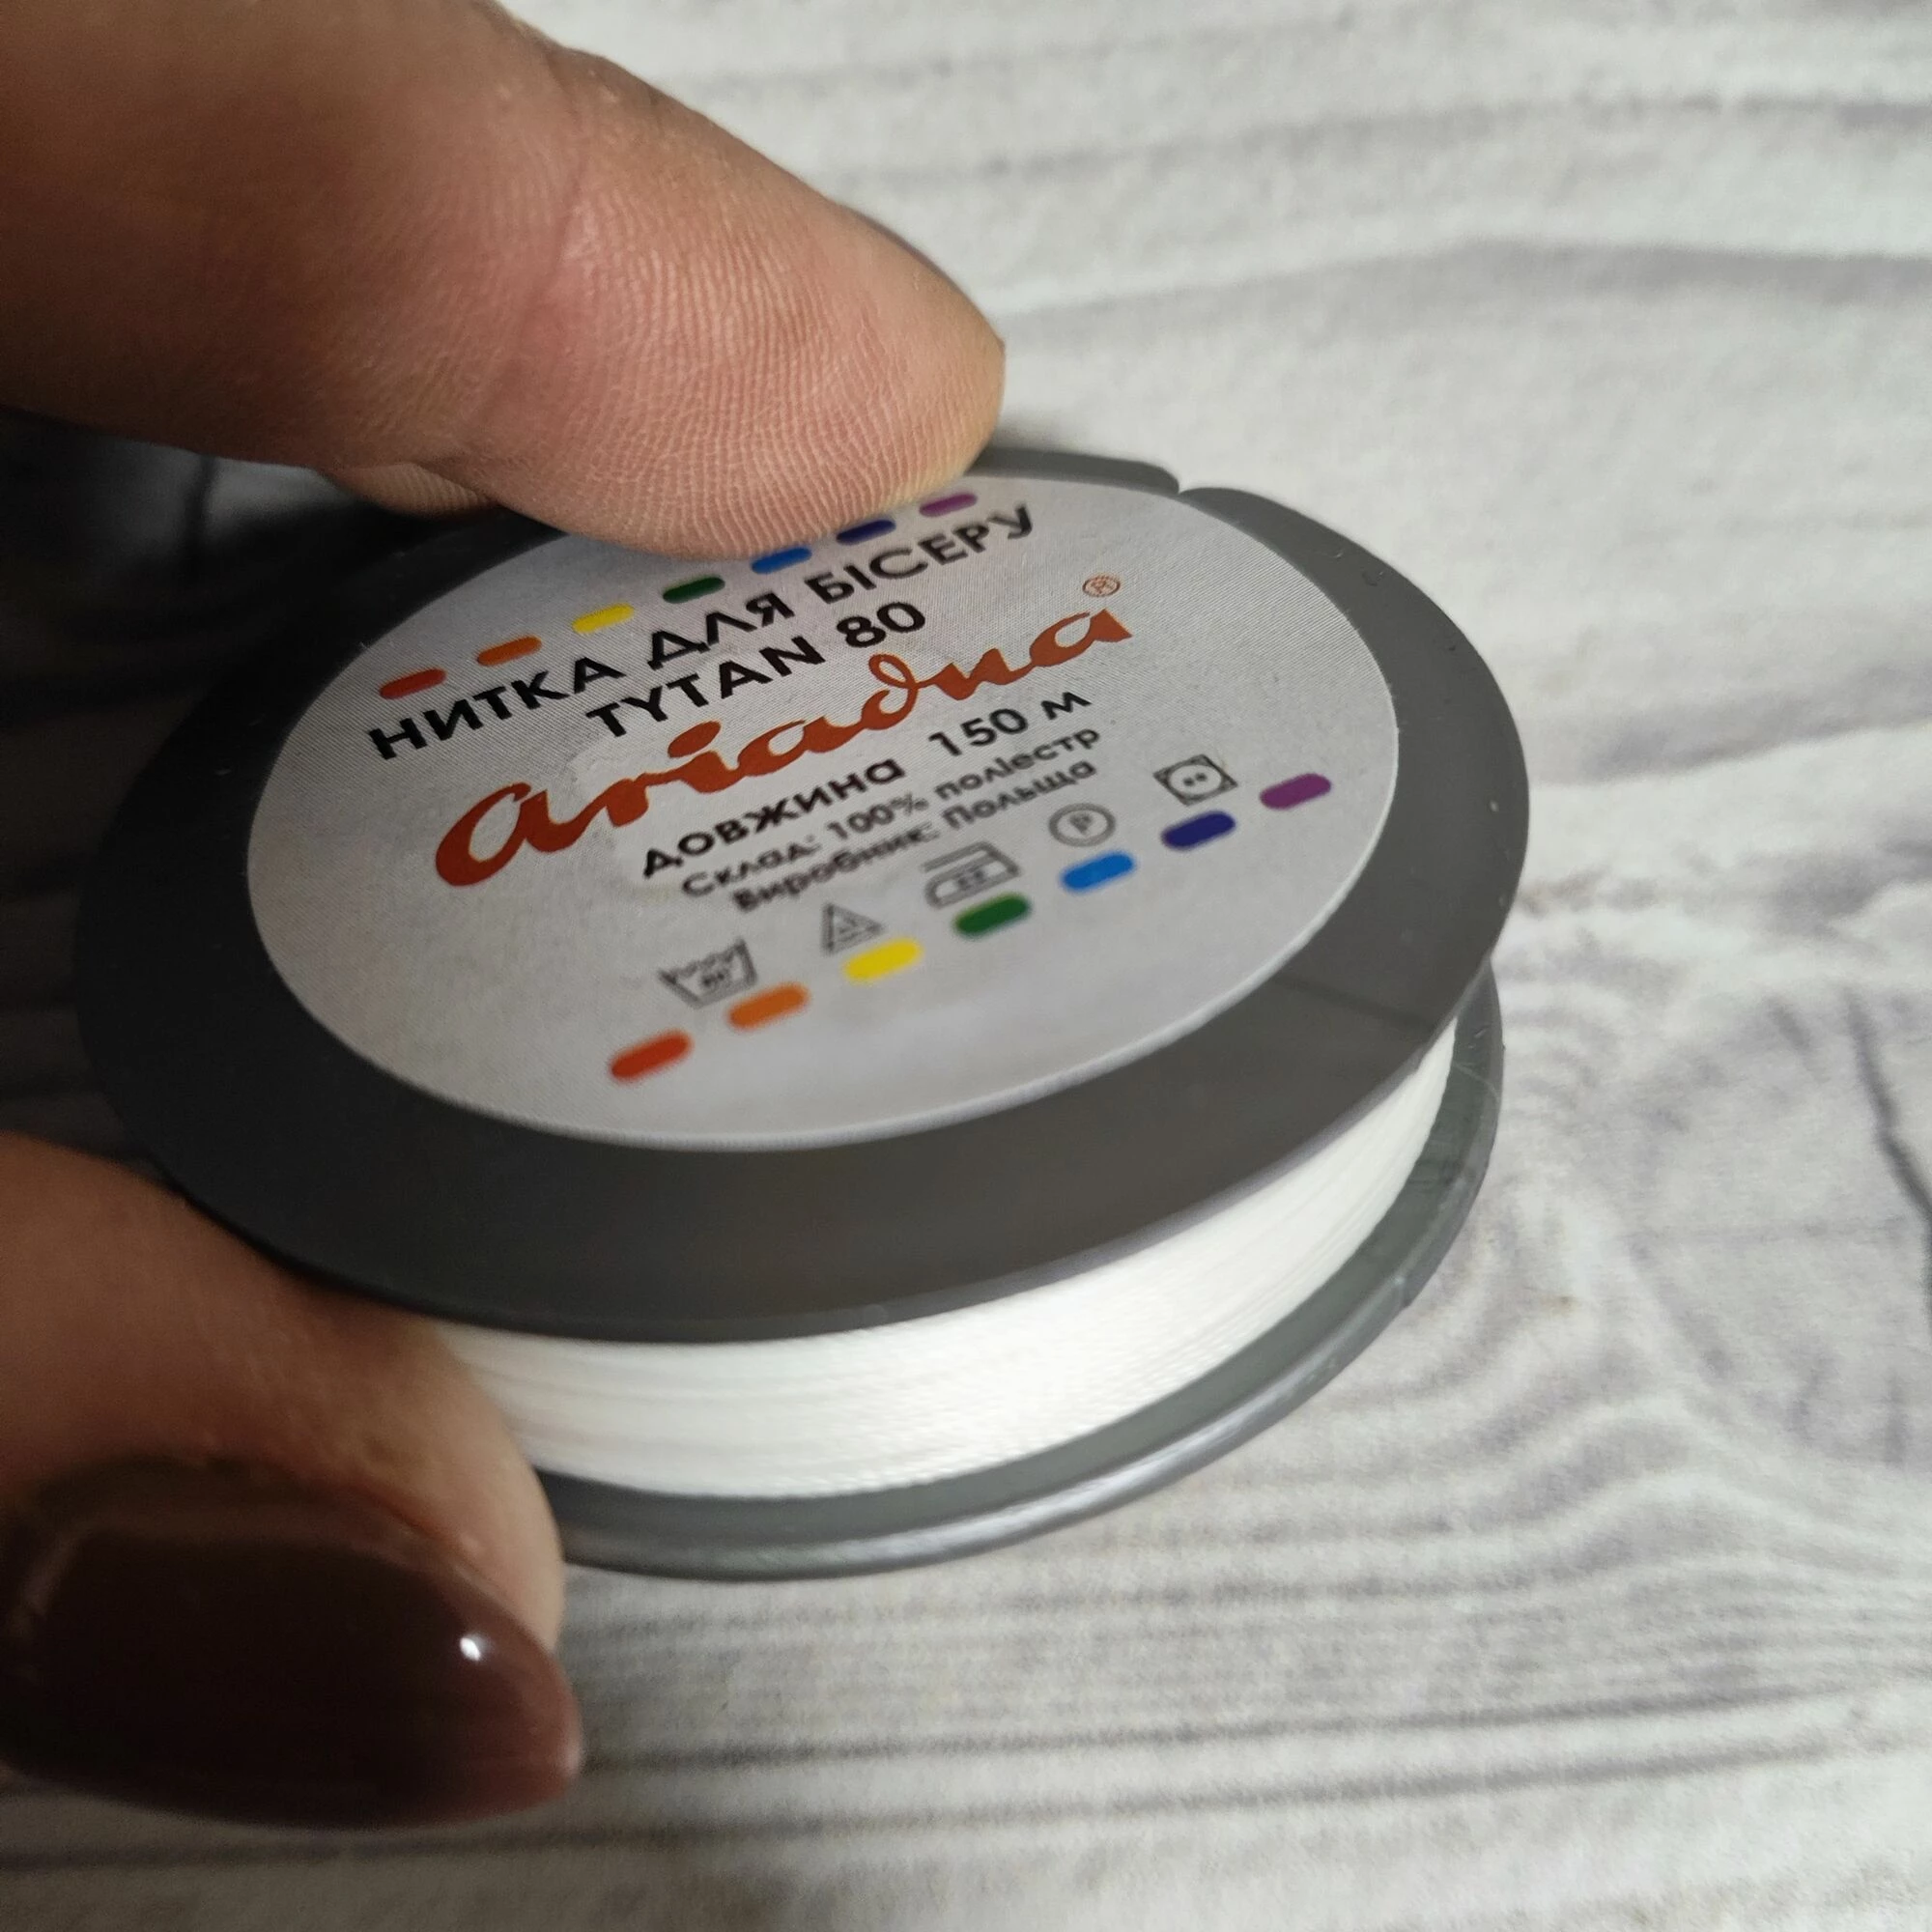 НИТКА ДЛЯ БІСЕРУ
TYTAN 80
ariadna®
ДОВЖИНА 150 м
Склад: 100% поліестр
Виробник: Польща
P